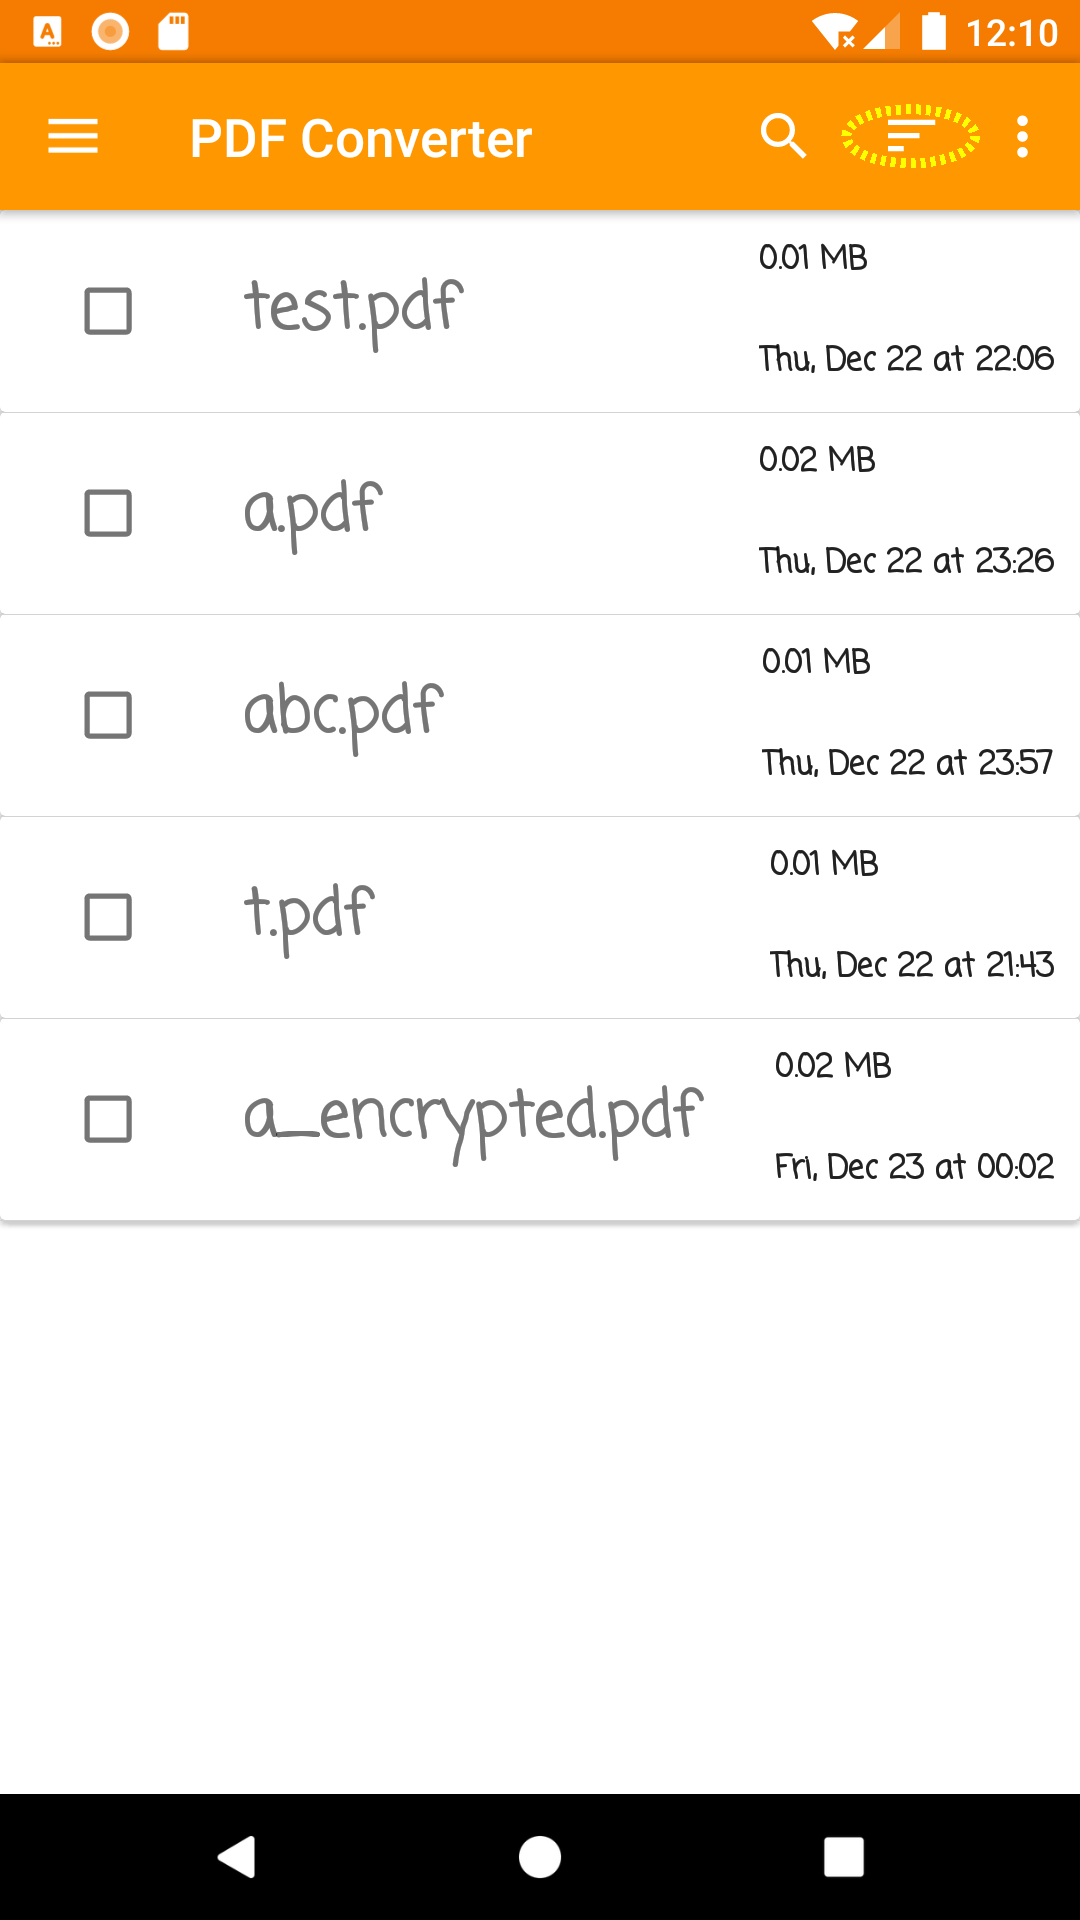 12:10
PDF Converter
0.01 MB
test.pdf
Thu, Dec 22 at 22:06
0.02 MB
a.pdf
Thu, Dec 22 at 23:26
0.01 MB
abc.pdf
Thu, Dec 22 at 23:57
0.01 MB
t.pdf
Thu, Dec 22 at 21:43
0.02 MB
a_encrypted.pdf
Fri, Dec 23 at 00:02